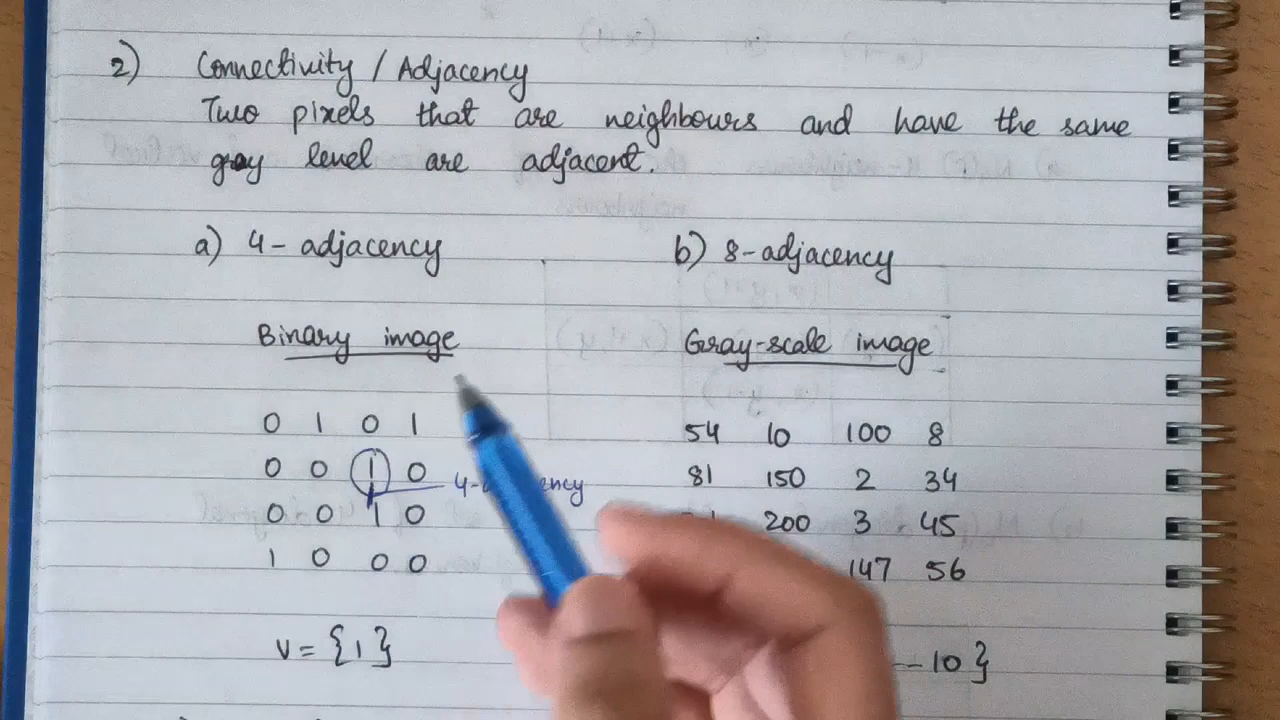 2) Connectivity / Adjacency
Two pixels that are neighbours and have the same
gray level are adjacent.
a) 4- adjacency b) 8-adjacency
Binary image Gray-scale image
0 1 0 1 54 10 100 8
0 0 1 0 81 150 2 34
4-
0 0 1 0 200 3 45
1 0 0 0 147 56
V = {1} -10}